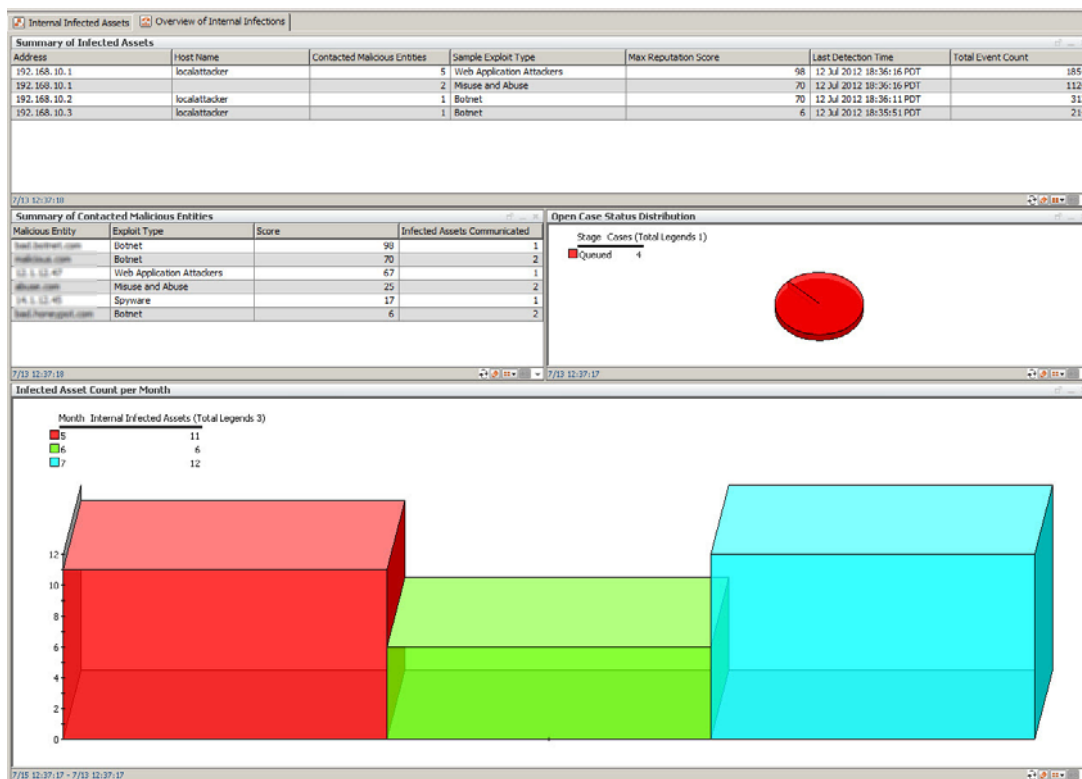 Internal Infected Assets Overview of Internal Infections
Summary of Infected Assets
Address Host Name Contacted Malicious Entities Sample Exploit Type Max Reputation Score Last Detection Time Total Event Count
192.168.10.1 localattacker 5 Web Application Attackers 98 12 Jul 2012 18:36:16 PDT 185
192.168.10.1 2 Misuse and Abuse 70 12 Jul 2012 18:36:16 PDT 112
192.168.10.2 localattacker 1 Botnet 70 12 Jul 2012 18:36:11 PDT 31
192.168.10.3 localattacker 1 Botnet 6 12 Jul 2012 18:35:51 PDT 21
7/13 12:37:18
Summary of Contacted Malicious Entities
Malicious Entity Exploit Type Score Infected Assets Communicated
Botnet 98 1
Botnet 70 2
Web Application Attackers 67 1
Misuse and Abuse 25 2
Spyware 17 1
Botnet 6 2
7/13 12:37:18
Open Case Status Distribution
Stage Cases (Total Legends 1)
Queued 4
7/13 12:37:17
Infected Asset Count per Month
Month Internal Infected Assets (Total Legends 3)
5 11
6 6
7 12
12
10
8
6
4
2
0
7/15 12:37:17 - 7/13 12:37:17